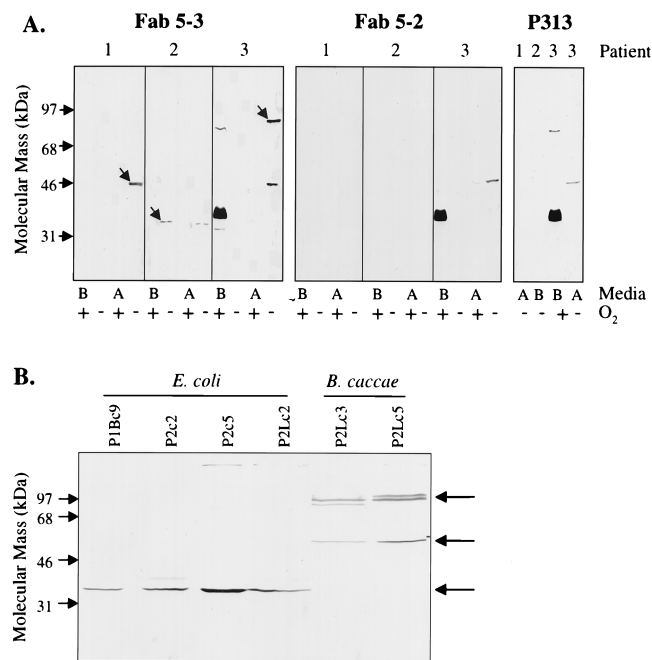 A.
Fab 5-3 Fab 5-2 P313
1 2 3 1 2 3 1 2 3 3 Patient
Molecular Mass (kDa)
97
68
46
31
B A B A B A B A B A B A A B B A Media
+ - + - + - + - + - + - + - + - + - + - + - + - - - + - O2
B.
E. coli B. caccae
P1Bc9 P2c2 P2c5 P2Lc2 P2Lc3 P2Lc5
Molecular Mass (kDa)
97
68
46
31